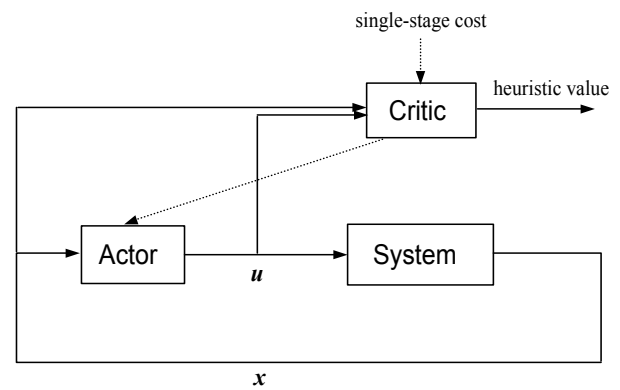 single-stage cost
heuristic value
Critic
Actor
System
u
x